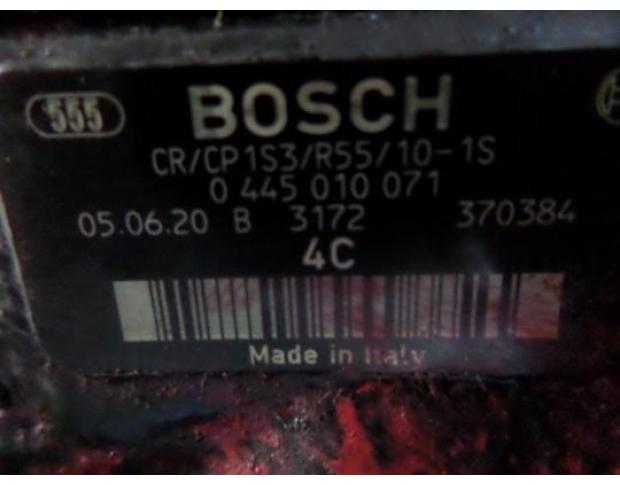 555 BOSCH
CR/CP1S3/R55/10-1S
0 445 010 071
05.06.20 B 3172 370384
4C
Made in Italy